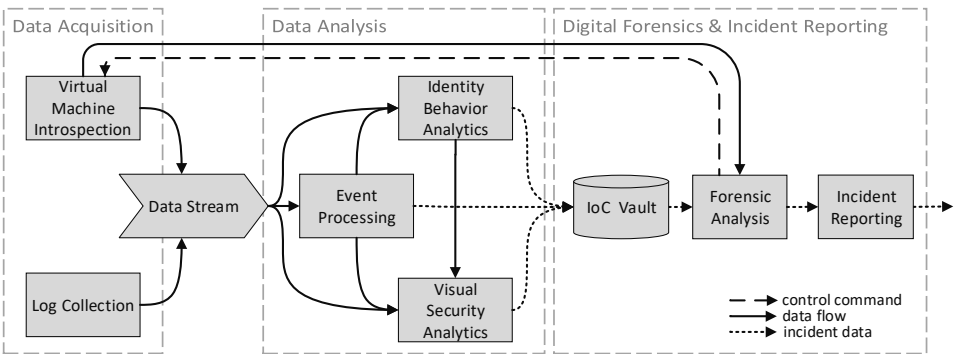 Data Acquisition
Data Analysis
Digital Forensics & Incident Reporting
Virtual
Machine
Introspection
Identity
Behavior
Analytics
Data Stream
Event
Processing
IoC Vault
Forensic
Analysis
Incident
Reporting
Log Collection
Visual
Security
Analytics
control command
data flow
incident data